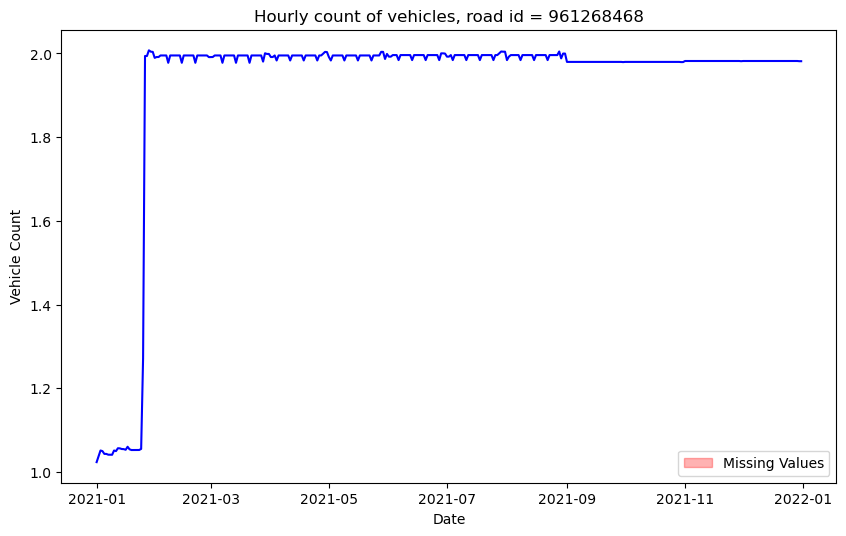 Hourly count of vehicles, road id = 961268468
Vehicle Count
2.0
1.8
1.6
1.4
1.2
1.0
Missing Values
2021-01 2021-03 2021-05 2021-07 2021-09 2021-11 2022-01
Date